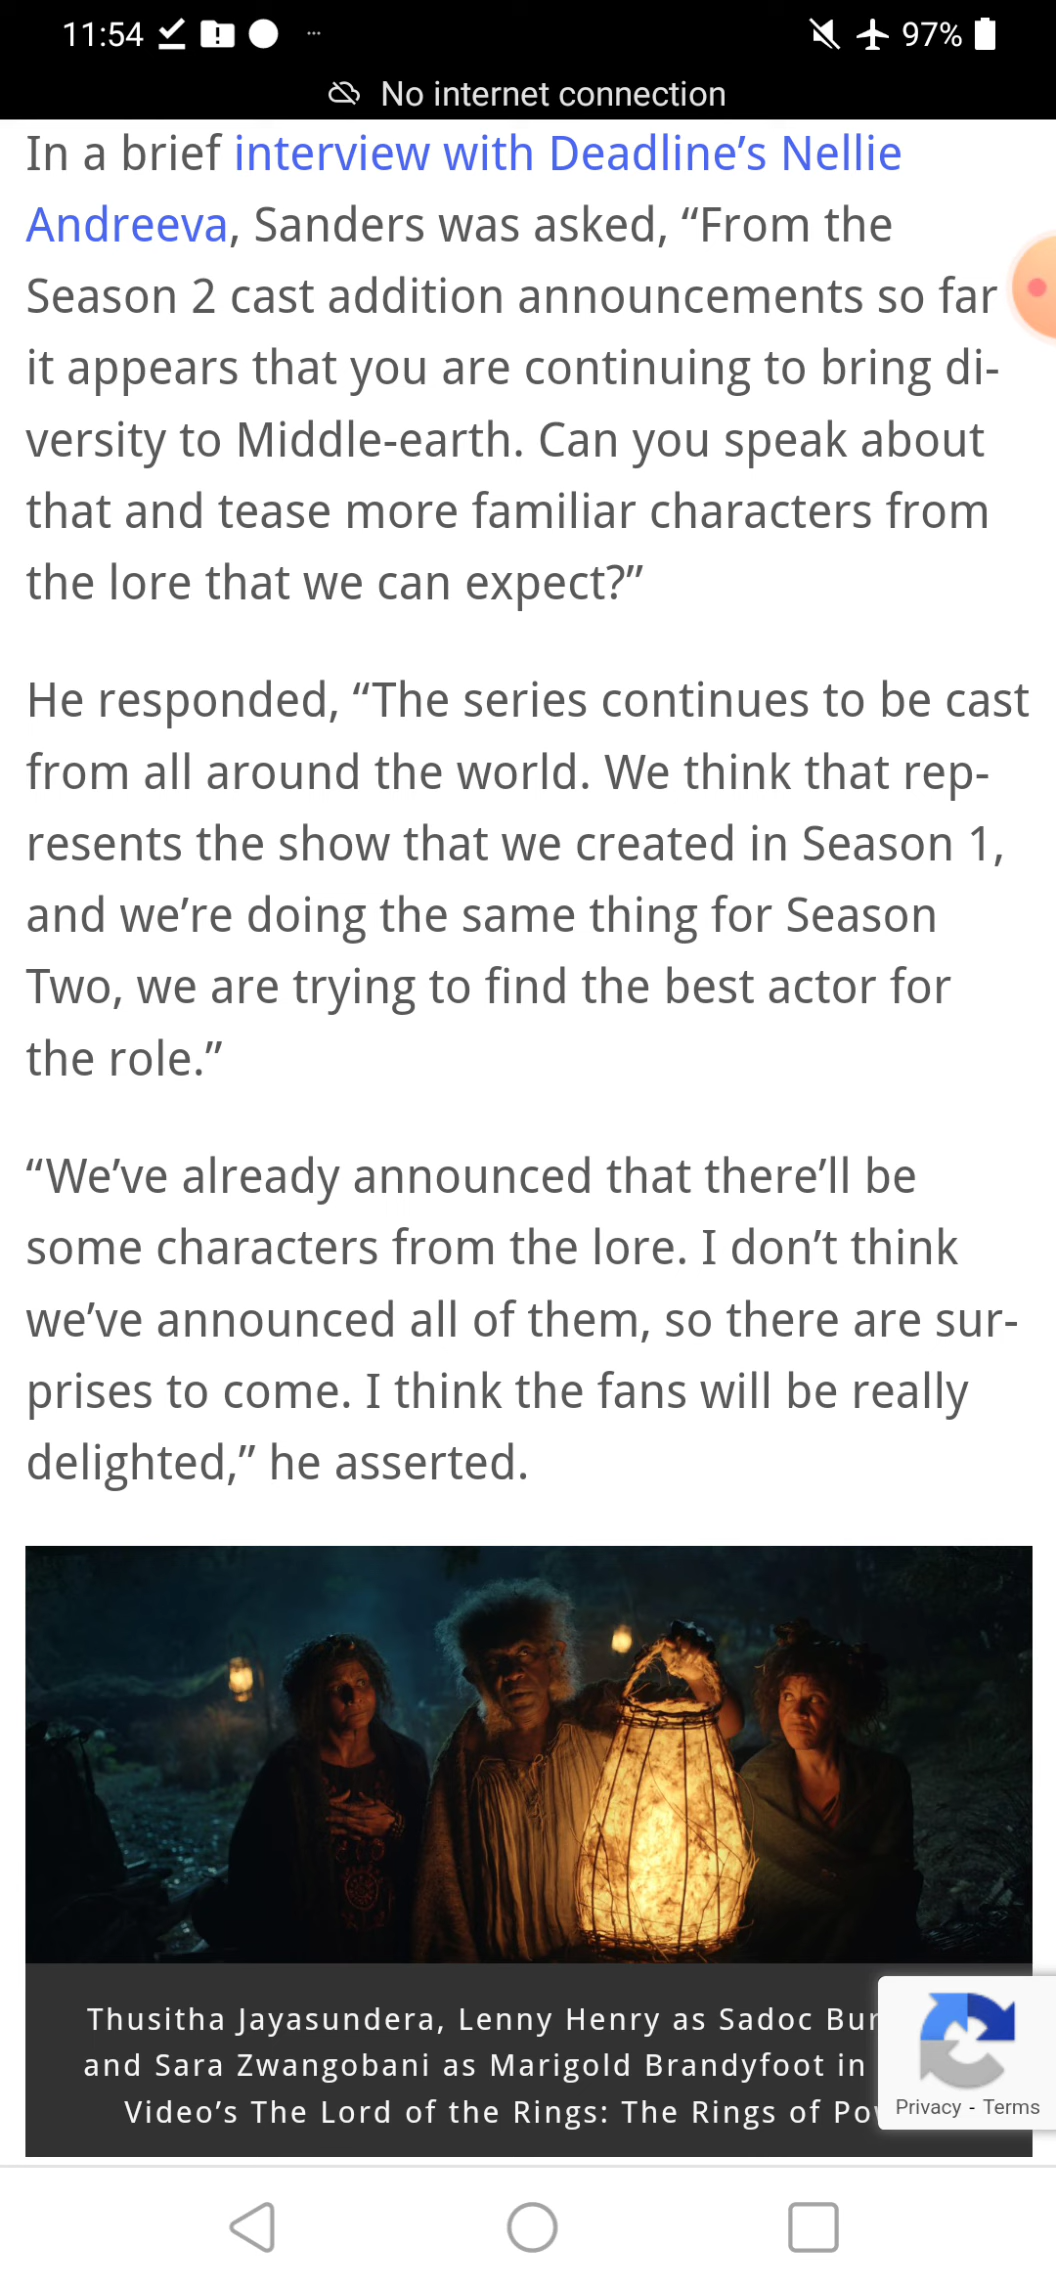 11:54
97%
No internet connection
In a brief interview with Deadline’s Nellie
Andreeva, Sanders was asked, “From the
Season 2 cast addition announcements so far
it appears that you are continuing to bring di-
versity to Middle-earth. Can you speak about
that and tease more familiar characters from
the lore that we can expect?”
He responded, “The series continues to be cast
from all around the world. We think that rep-
resents the show that we created in Season 1,
and we’re doing the same thing for Season
Two, we are trying to find the best actor for
the role.”
“We’ve already announced that there’ll be
some characters from the lore. I don’t think
we’ve announced all of them, so there are sur-
prises to come. I think the fans will be really
delighted,” he asserted.
Thusitha Jayasundera, Lenny Henry as Sadoc
and Sara Zwangobani as Marigold Brandyfoot in
Video’s The Lord of the Rings: The Rings of
Privacy - Terms